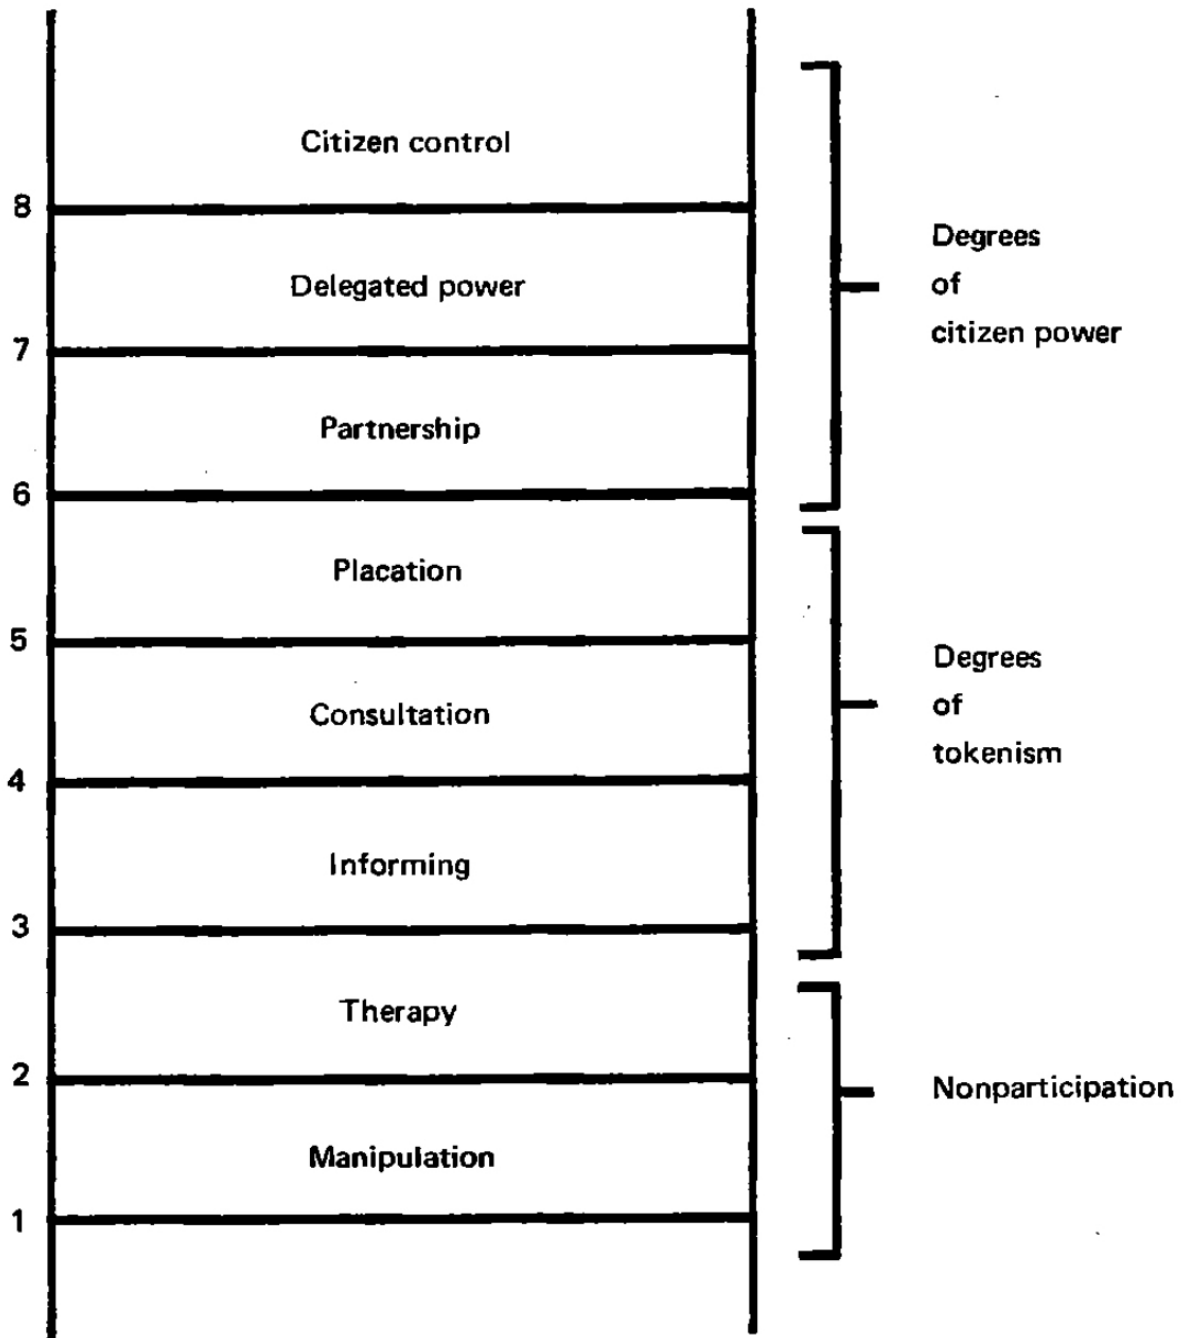 Citizen control
8
Delegated power
7
Partnership
6
Placation
5
Consultation
4
Informing
3
Therapy
2
Manipulation
1
Degrees
of
citizen power
Degrees
of
tokenism
Nonparticipation